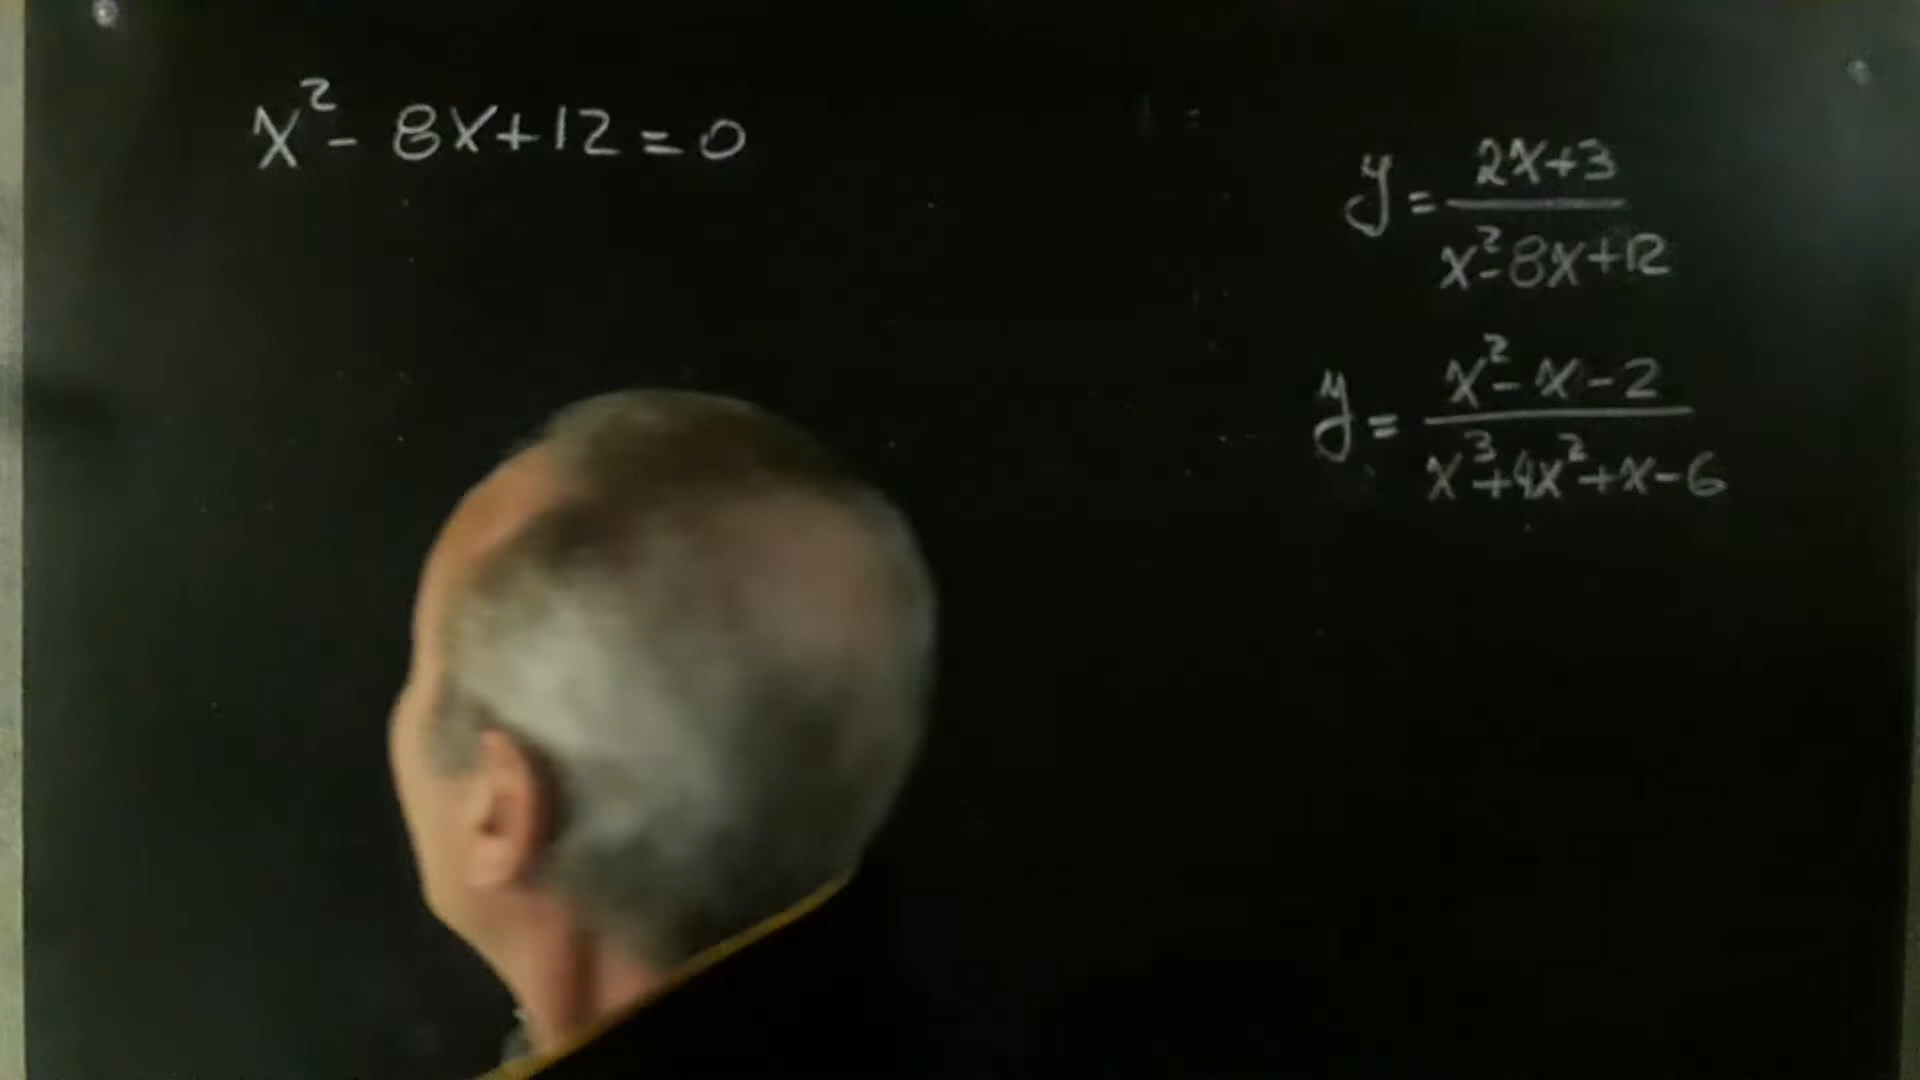 x² - 8x + 12 = 0
y = (2x+3)/(x²-8x+12)
y = (x²-x-2)/(x³+4x²+x-6)